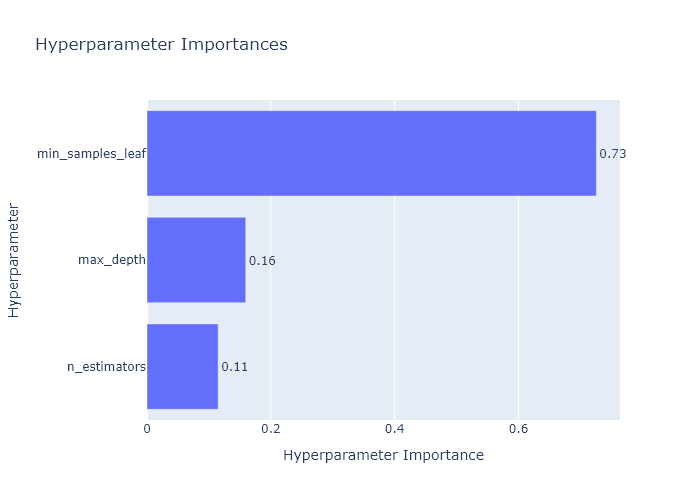 Hyperparameter Importances
Hyperparameter
min_samples_leaf
0.73
max_depth
0.16
n_estimators
0.11
0
0.2
0.4
0.6
Hyperparameter Importance